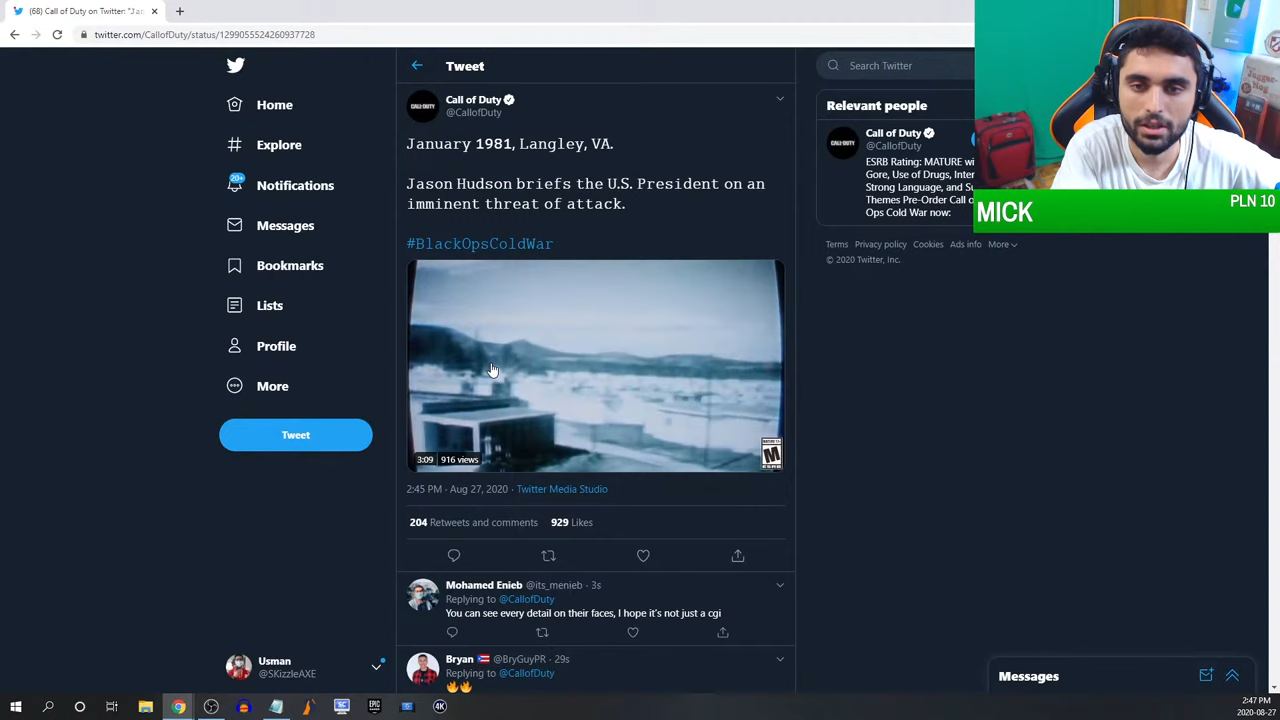 (68) Call of Duty on Twitter: "Jan
twitter.com/CallofDuty/status/1299055524260937728
Home
Explore
20+
Notifications
Messages
Bookmarks
Lists
Profile
More
Tweet
Usman
@SKizzleAXE
Tweet
Call of Duty
@CallofDuty
January 1981, Langley, VA.
Jason Hudson briefs the U.S. President on an
imminent threat of attack.
#BlackOpsColdWar
3:09 916 views
M
2:45 PM · Aug 27, 2020 · Twitter Media Studio
204 Retweets and comments 929 Likes
Mohamed Enieb @its_menieb · 3s
Replying to @CallofDuty
You can see every detail on their faces, I hope it's not just a cgi
Bryan 🇵🇷 @BryGuyPR · 29s
Replying to @CallofDuty
🔥🔥
Search Twitter
Relevant people
Call of Duty
@CallofDuty
ESRB Rating: MATURE wi
Gore, Use of Drugs, Inter
Strong Language, and Su
Themes Pre-Order Call o
Ops Cold War now:
Terms Privacy policy Cookies Ads info More
© 2020 Twitter, Inc.
MICK
PLN 10
Messages
2:47 PM
2020-08-27